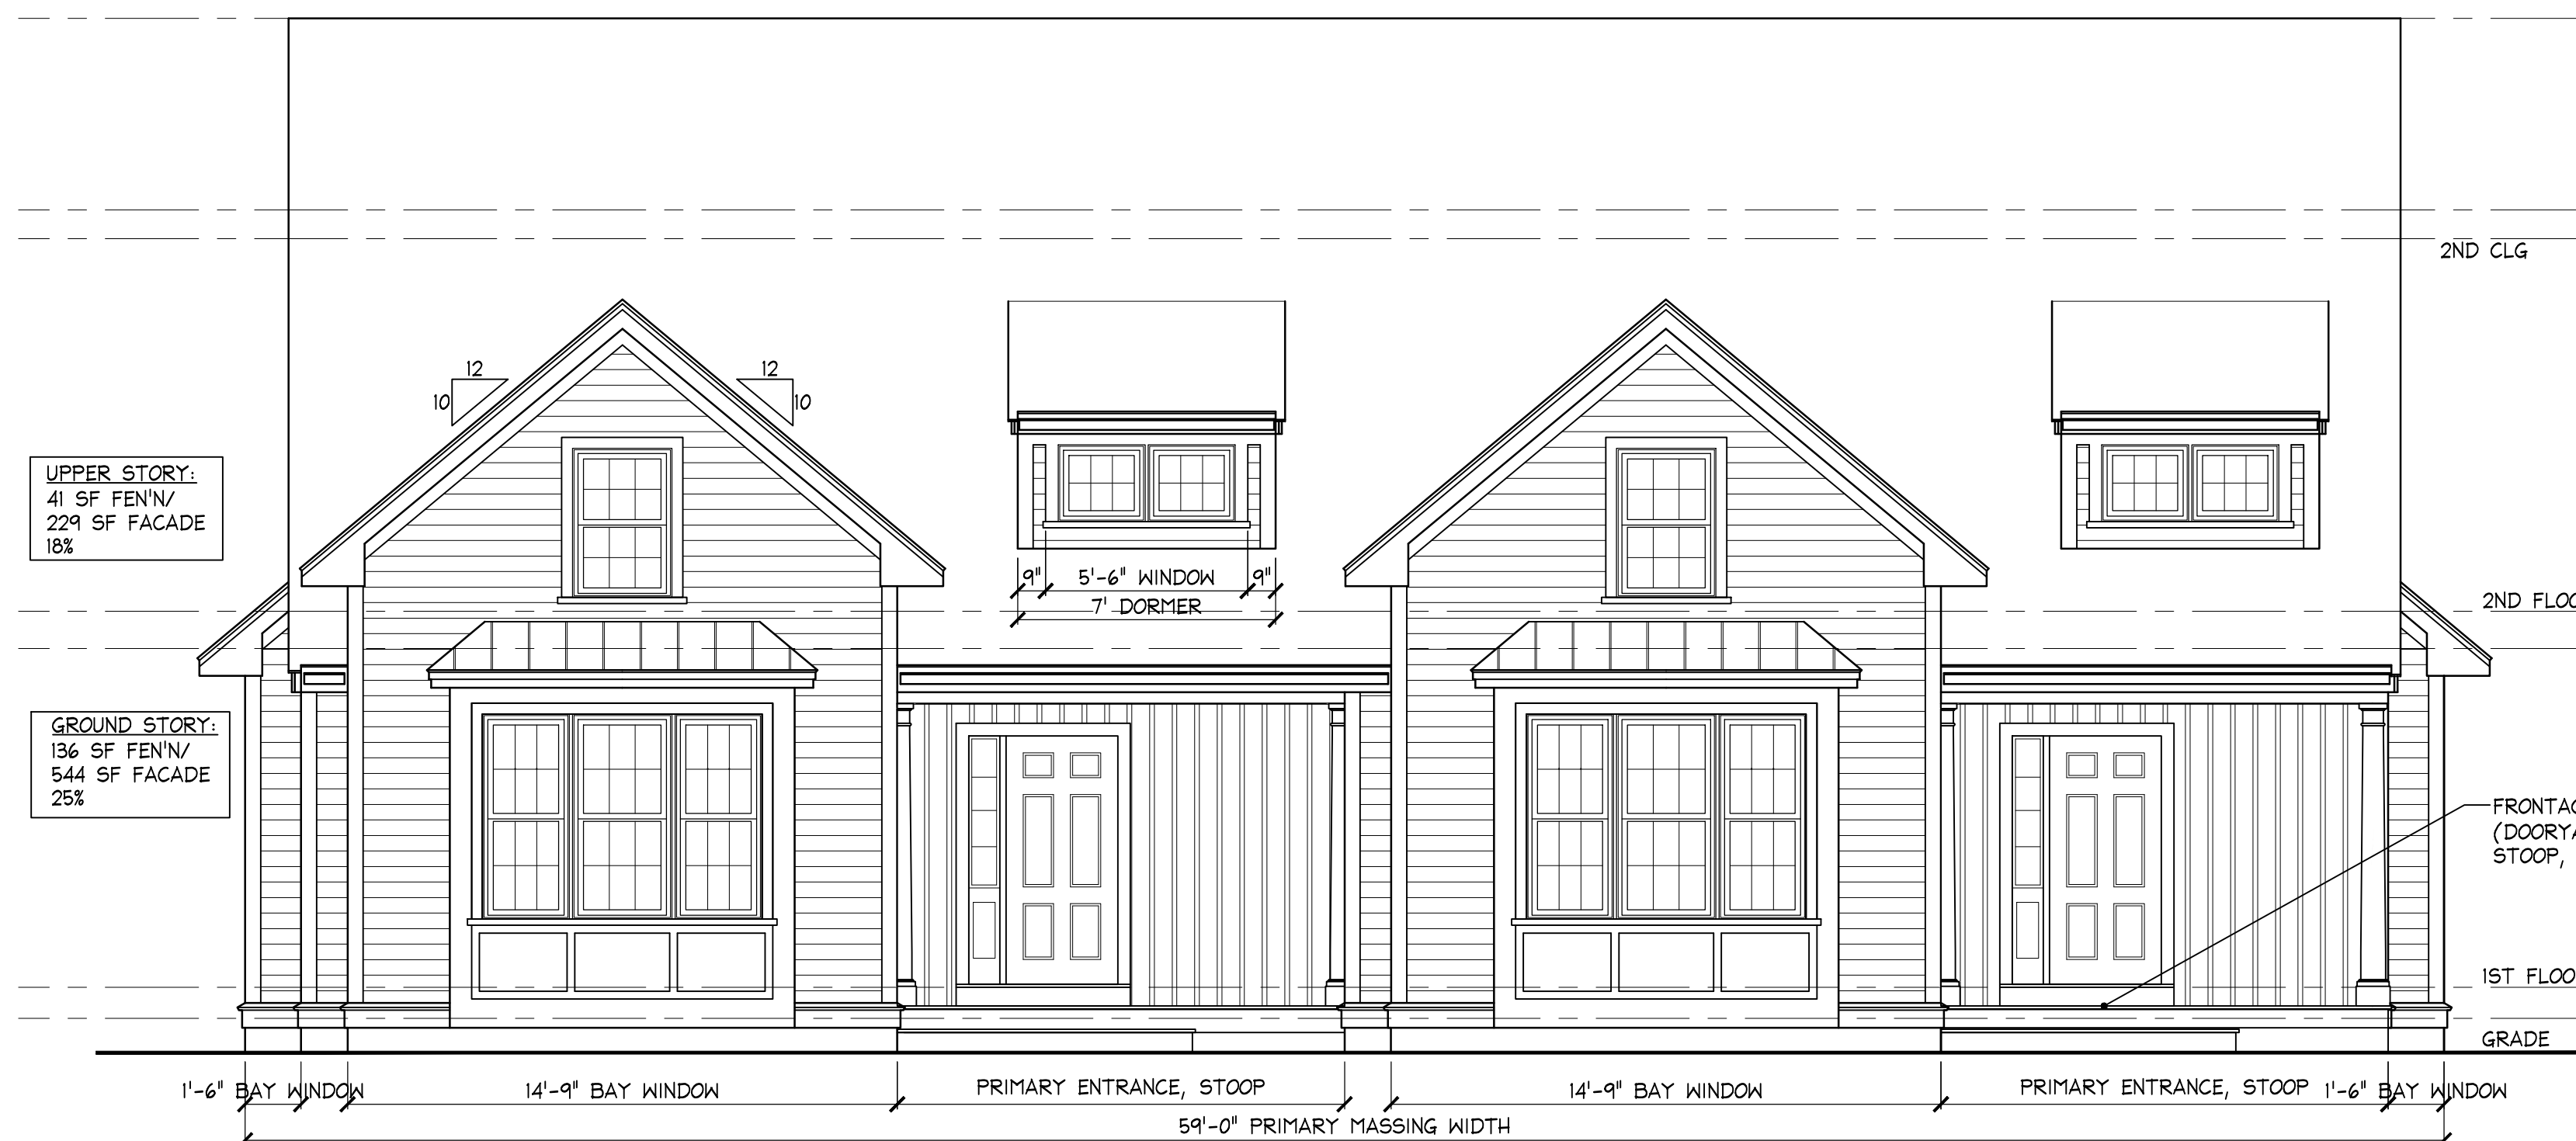 2ND CLG
12
10
12
10
UPPER STORY:
41 SF FEN'N/
229 SF FACADE
18%
9"
5'-6" WINDOW
9"
7' DORMER
2ND FLOO
GROUND STORY:
136 SF FEN'N/
544 SF FACADE
25%
FRONTAG
(DOORYA
STOOP,
1ST FLOO
GRADE
1'-6" BAY WINDOW
14'-9" BAY WINDOW
PRIMARY ENTRANCE, STOOP
14'-9" BAY WINDOW
PRIMARY ENTRANCE, STOOP
1'-6" BAY WINDOW
59'-0" PRIMARY MASSING WIDTH